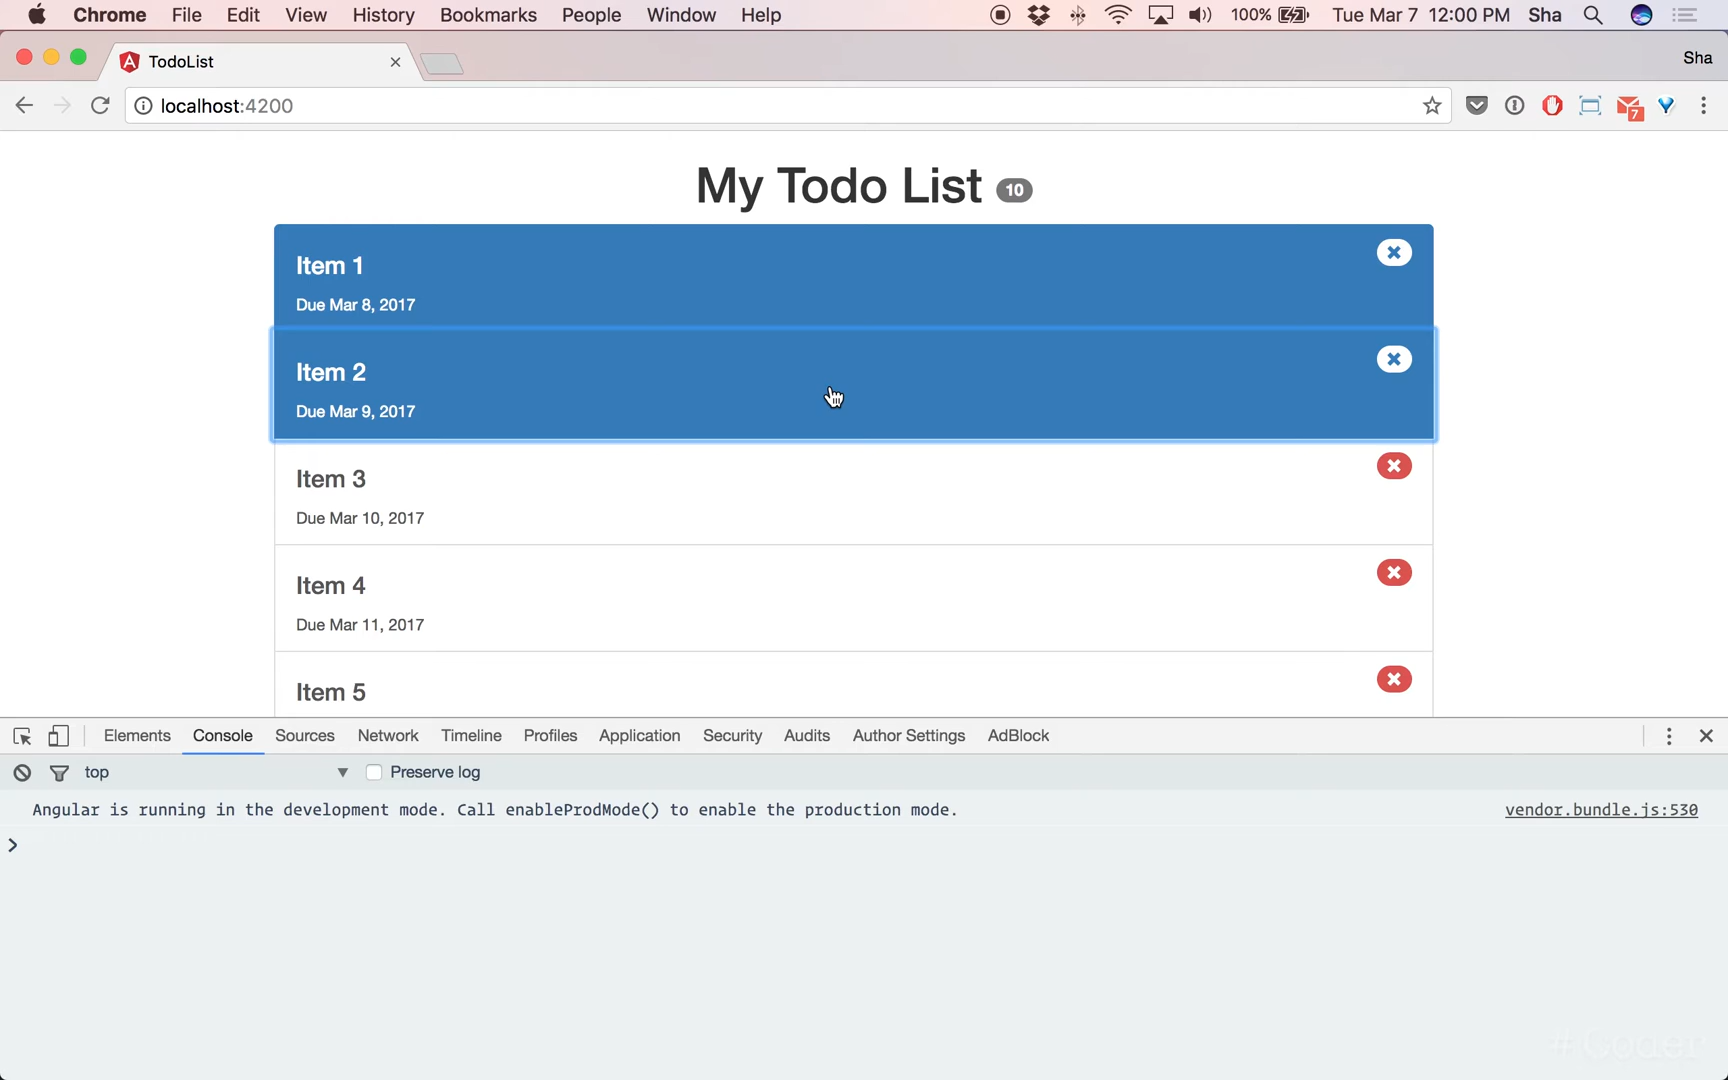 Chrome File Edit View History Bookmarks People Window Help 100% Tue Mar 7 12:00 PM Sha
TodoList Sha
localhost:4200 7
My Todo List 10
Item 1
Due Mar 8, 2017
Item 2
Due Mar 9, 2017
Item 3
Due Mar 10, 2017
Item 4
Due Mar 11, 2017
Item 5
Elements Console Sources Network Timeline Profiles Application Security Audits Author Settings AdBlock
top Preserve log
Angular is running in the development mode. Call enableProdMode() to enable the production mode. vendor.bundle.js:530
#Coder